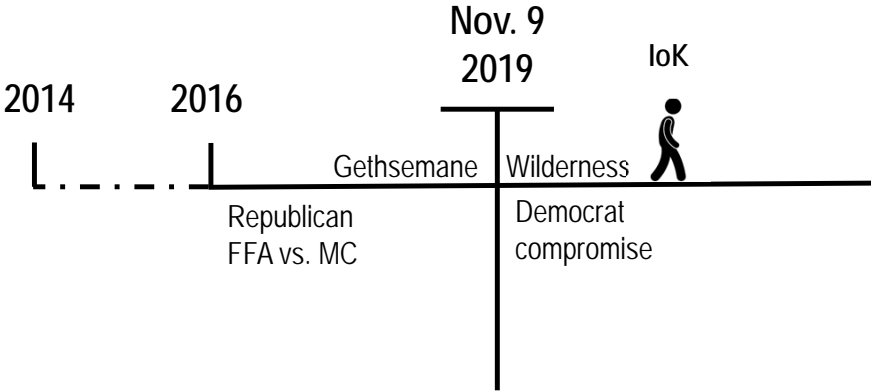 Nov. 9
2019
IoK
2014
2016
Gethsemane
Wilderness
Republican
FFA vs. MC
Democrat
compromise